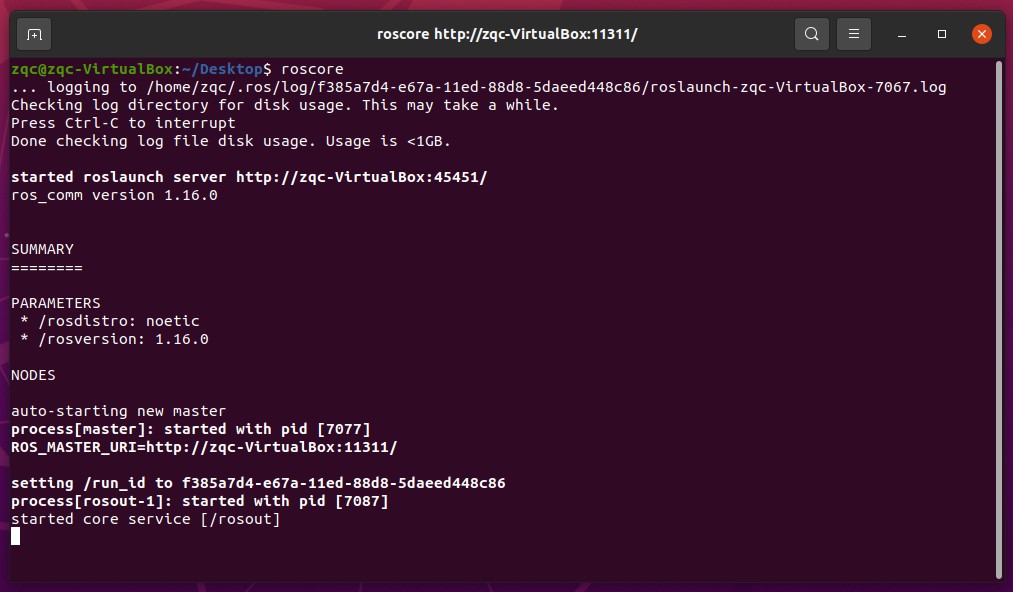 roscore http://zqc-VirtualBox:11311/
zqc@zqc-VirtualBox:~/Desktop$ roscore
... logging to /home/zqc/.ros/log/f385a7d4-e67a-11ed-88d8-5daeed448c86/roslaunch-zqc-VirtualBox-7067.log
Checking log directory for disk usage. This may take a while.
Press Ctrl-C to interrupt
Done checking log file disk usage. Usage is <1GB.
started roslaunch server http://zqc-VirtualBox:45451/
ros_comm version 1.16.0
SUMMARY
========
PARAMETERS
* /rosdistro: noetic
* /rosversion: 1.16.0
NODES
auto-starting new master
process[master]: started with pid [7077]
ROS_MASTER_URI=http://zqc-VirtualBox:11311/
setting /run_id to f385a7d4-e67a-11ed-88d8-5daeed448c86
process[rosout-1]: started with pid [7087]
started core service [/rosout]